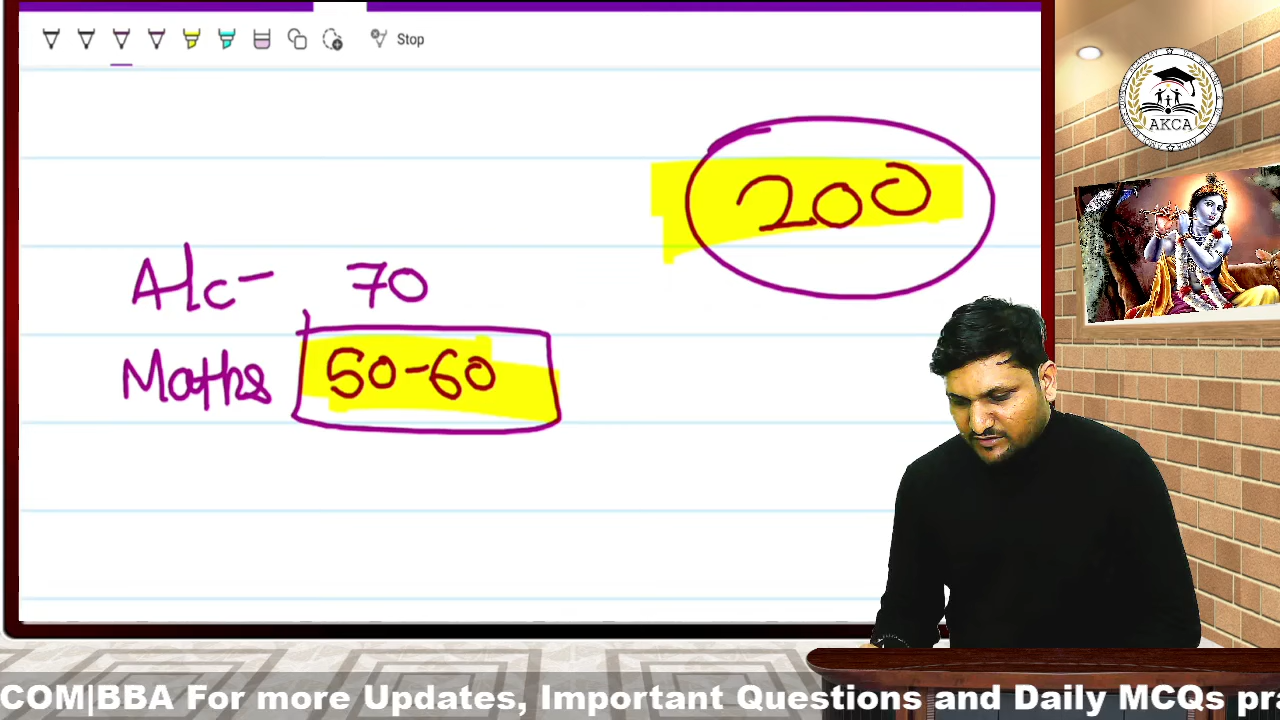 Stop
AKCA
200
A/c - 70
Maths 50-60
COM|BBA For more Updates, Important Questions and Daily MCQs pr